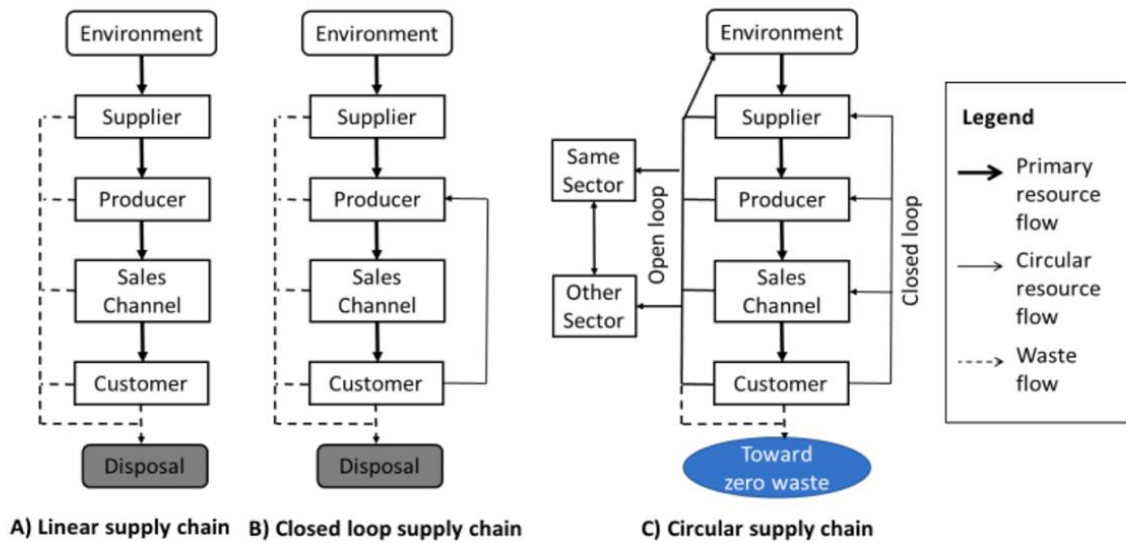 Environment
Supplier
Producer
Sales
Channel
Customer
Disposal
A) Linear supply chain
Environment
Supplier
Producer
Sales
Channel
Customer
Disposal
B) Closed loop supply chain
Environment
Supplier
Producer
Sales
Channel
Customer
Same
Sector
Other
Sector
Open loop
Closed loop
Toward
zero waste
C) Circular supply chain
Legend
Primary
resource
flow
Circular
resource
flow
Waste
flow